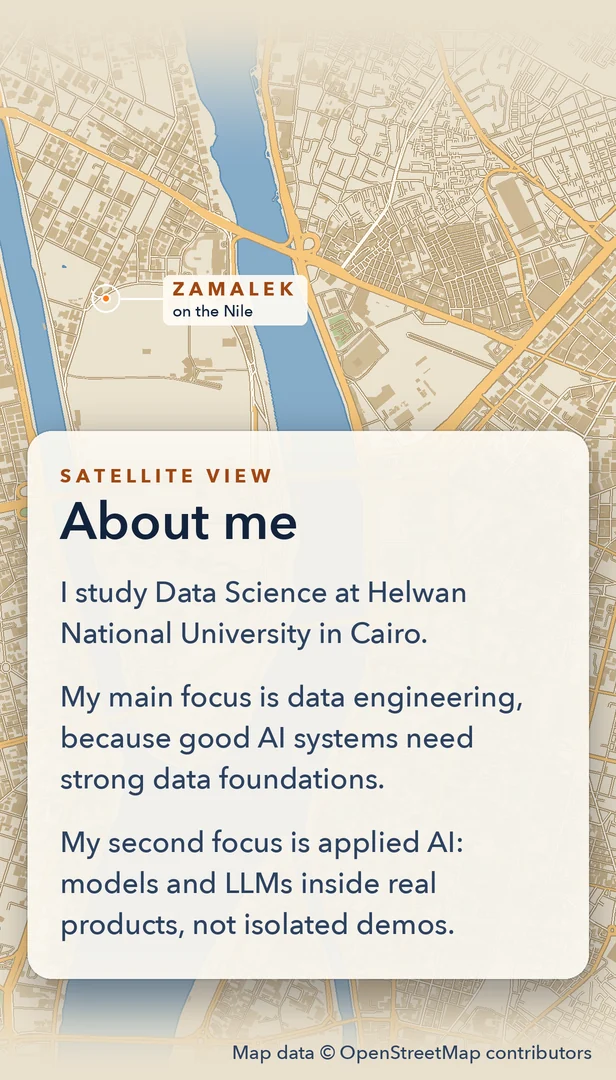 ZAMALEK
on the Nile
SATELLITE VIEW
About me
I study Data Science at Helwan
National University in Cairo.
My main focus is data engineering,
because good AI systems need
strong data foundations.
My second focus is applied AI:
models and LLMs inside real
products, not isolated demos.
Map data © OpenStreetMap contributors